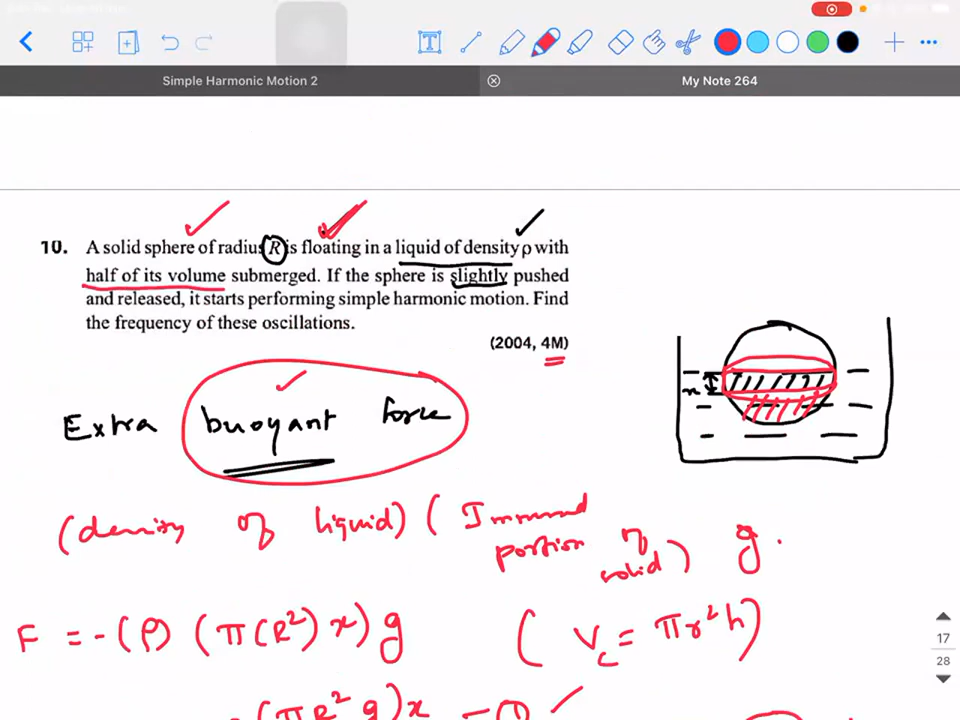 Simple Harmonic Motion 2
My Note 264
10. A solid sphere of radius R is floating in a liquid of density ρ with
half of its volume submerged. If the sphere is slightly pushed
and released, it starts performing simple harmonic motion. Find
the frequency of these oscillations.
(2004, 4M)
x
Extra buoyant force
(density of liquid) (Immersed portion of solid) g.
F = -(ρ) (π(R²) x) g ( V_c = πr²h )
(πR² g) x - ①
17
28